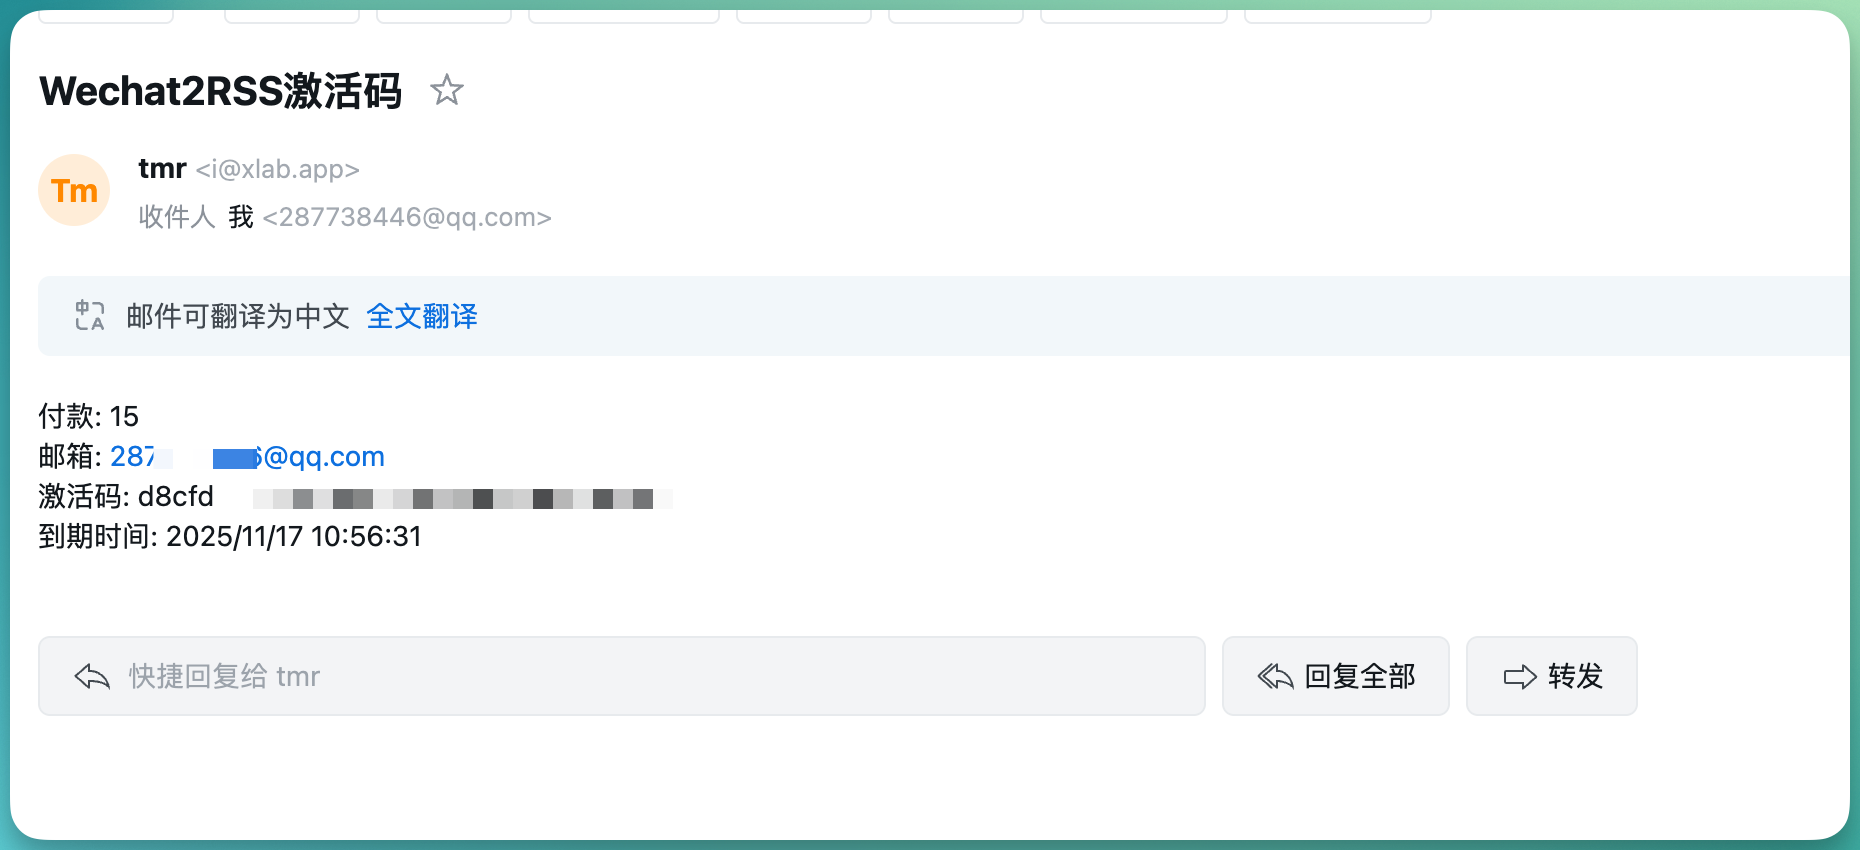 Wechat2RSS激活码
Tm
tmr <i@xlab.app>
收件人 我 <287738446@qq.com>
邮件可翻译为中文 全文翻译
付款: 15
邮箱: 287 6@qq.com
激活码: d8cfd
到期时间: 2025/11/17 10:56:31
快捷回复给 tmr
回复全部
转发